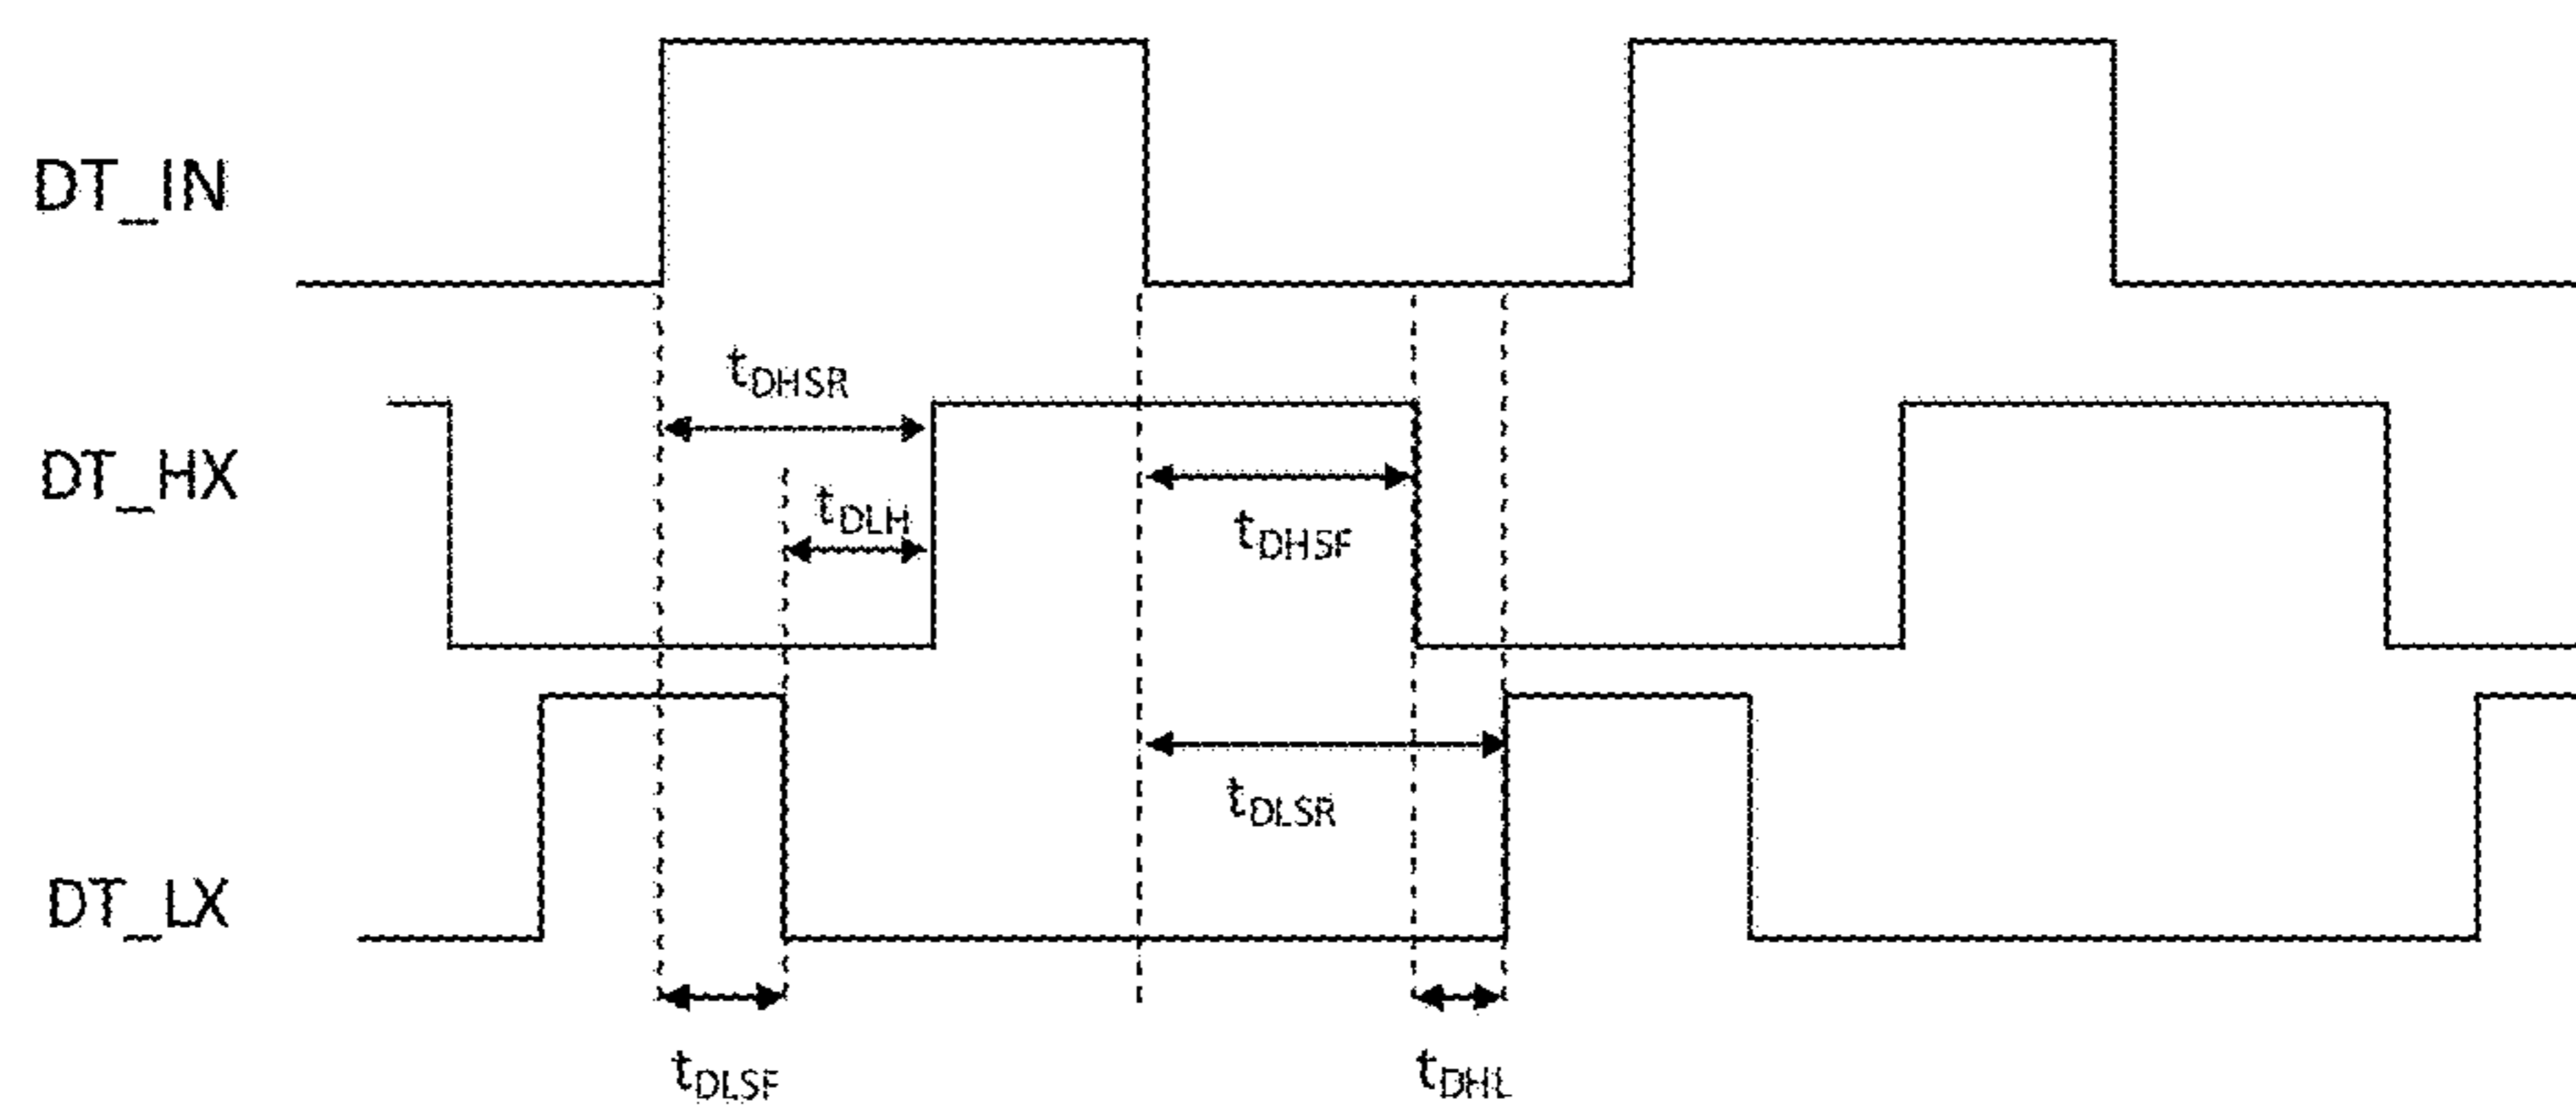 DT_IN
tDHSR
DT_HX
tDLH
tDHSF
tDLSR
DT_LX
tDLSF
tDHL